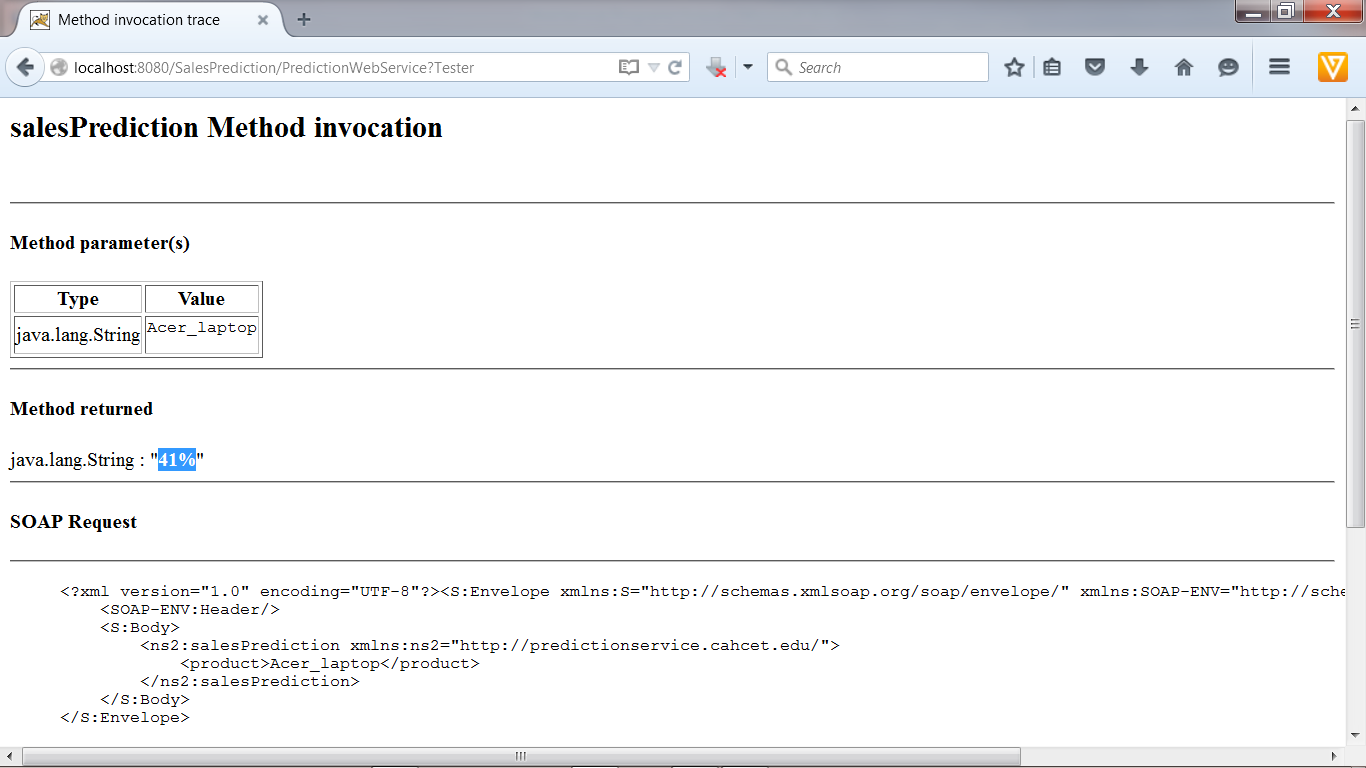 Method invocation trace
localhost:8080/SalesPrediction/PredictionWebService?Tester
Search
salesPrediction Method invocation
Method parameter(s)
Type Value
java.lang.String Acer_laptop
Method returned
java.lang.String : "41%"
SOAP Request
<?xml version="1.0" encoding="UTF-8"?><S:Envelope xmlns:S="http://schemas.xmlsoap.org/soap/envelope/" xmlns:SOAP-ENV="http://sche
<SOAP-ENV:Header/>
<S:Body>
<ns2:salesPrediction xmlns:ns2="http://predictionservice.cahcet.edu/">
<product>Acer_laptop</product>
</ns2:salesPrediction>
</S:Body>
</S:Envelope>